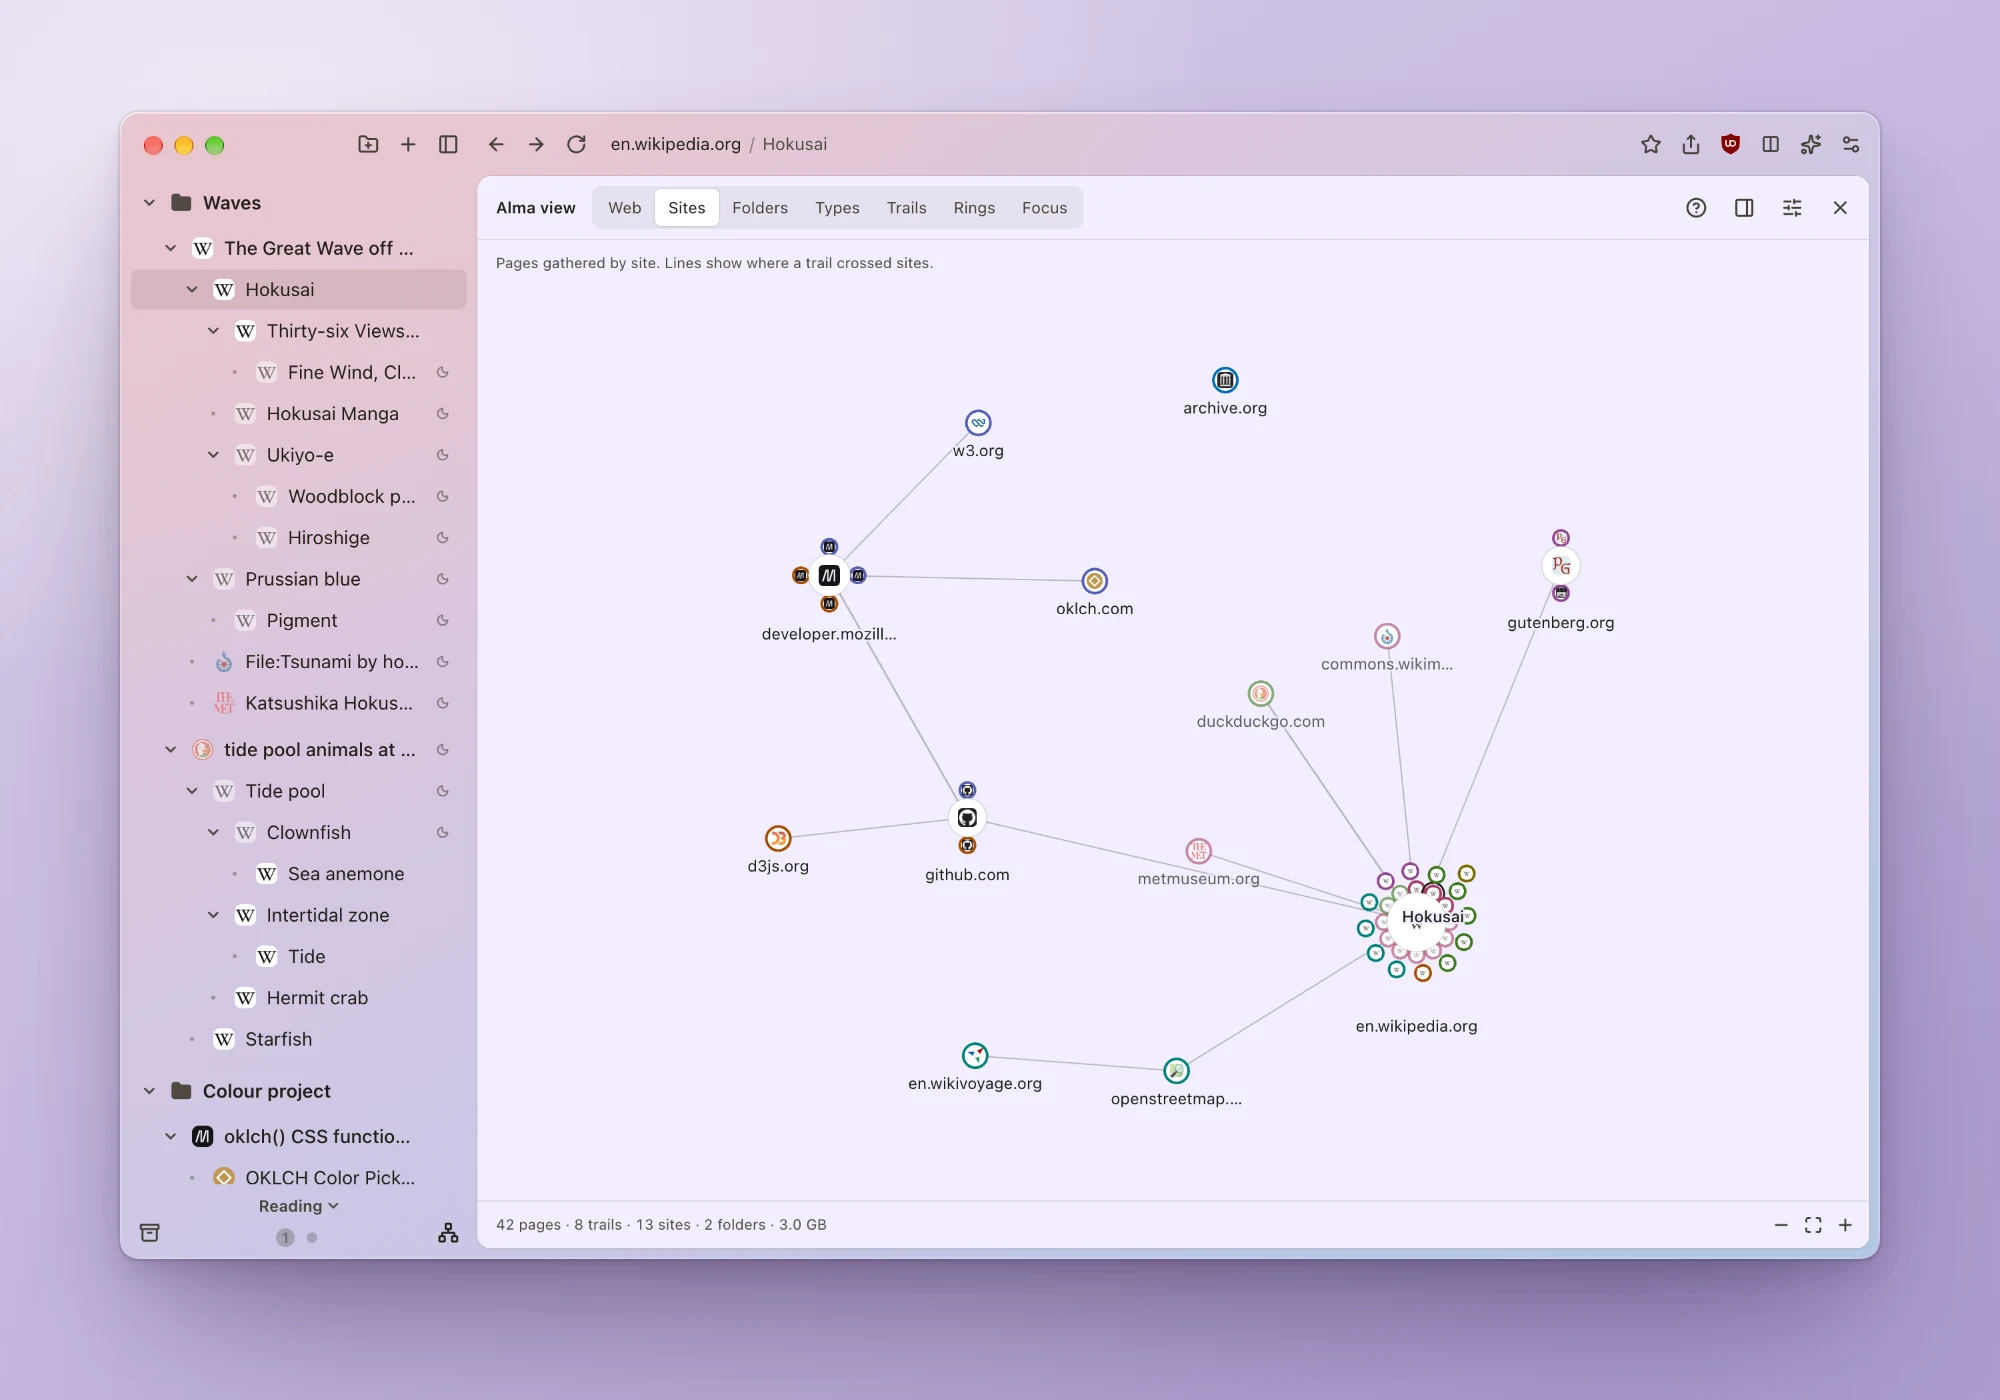 en.wikipedia.org / Hokusai
Waves
The Great Wave off ...
Hokusai
Thirty-six Views...
Fine Wind, Cl...
Hokusai Manga
Ukiyo-e
Woodblock p...
Hiroshige
Prussian blue
Pigment
File:Tsunami by ho...
Katsushika Hokus...
tide pool animals at ...
Tide pool
Clownfish
Sea anemone
Intertidal zone
Tide
Hermit crab
Starfish
Colour project
oklch() CSS functio...
OKLCH Color Pick...
Reading
1
Alma view
Web Sites Folders Types Trails Rings Focus
Pages gathered by site. Lines show where a trail crossed sites.
archive.org
w3.org
oklch.com
developer.mozill...
gutenberg.org
commons.wikim...
duckduckgo.com
d3js.org
github.com
metmuseum.org
Hokusai
en.wikipedia.org
en.wikivoyage.org
openstreetmap....
42 pages · 8 trails · 13 sites · 2 folders · 3.0 GB